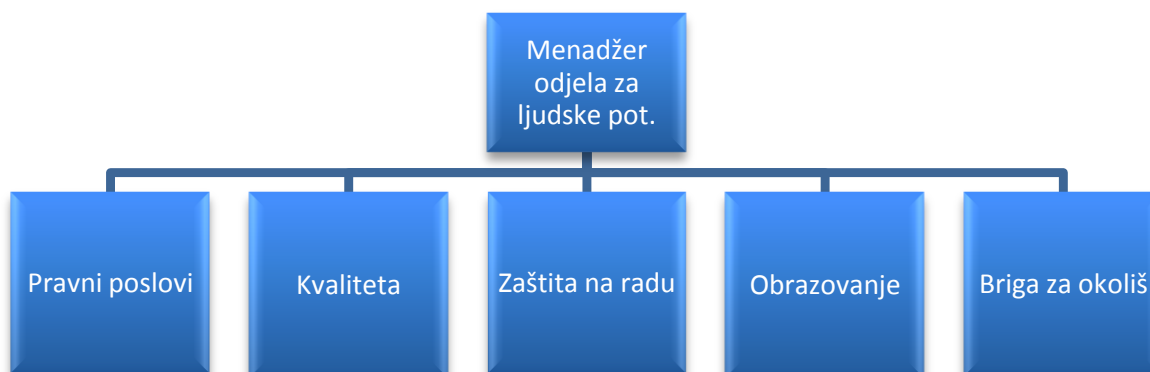 Menadžer
odjela za
ljudske pot.
Pravni poslovi
Kvaliteta
Zaštita na radu
Obrazovanje
Briga za okoliš